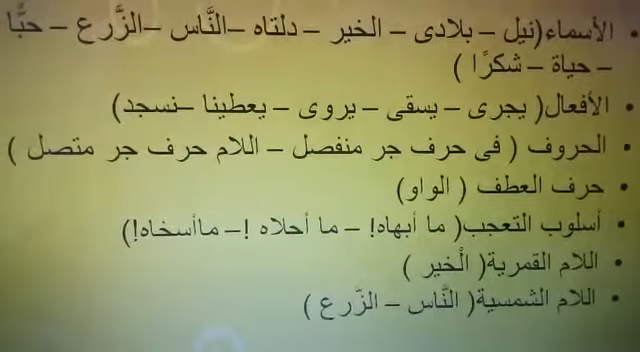 • الأسماء(نيل – بلادى – الخير – دلتاه –النَّاس – الزَّرع – حبًّا
– حياة – شكرًا )
• الأفعال( يجرى – يسقى – يروى – يعطينا –نسجد)
• الحروف ( فى حرف جر منفصل – اللام حرف جر متصل )
• حرف العطف ( الواو)
• أسلوب التعجب( ما أبهاه! – ما أحلاه !– ماأسخاه!)
• اللام القمرية( الْخير )
• اللام الشمسية( النَّاس – الزّرع )